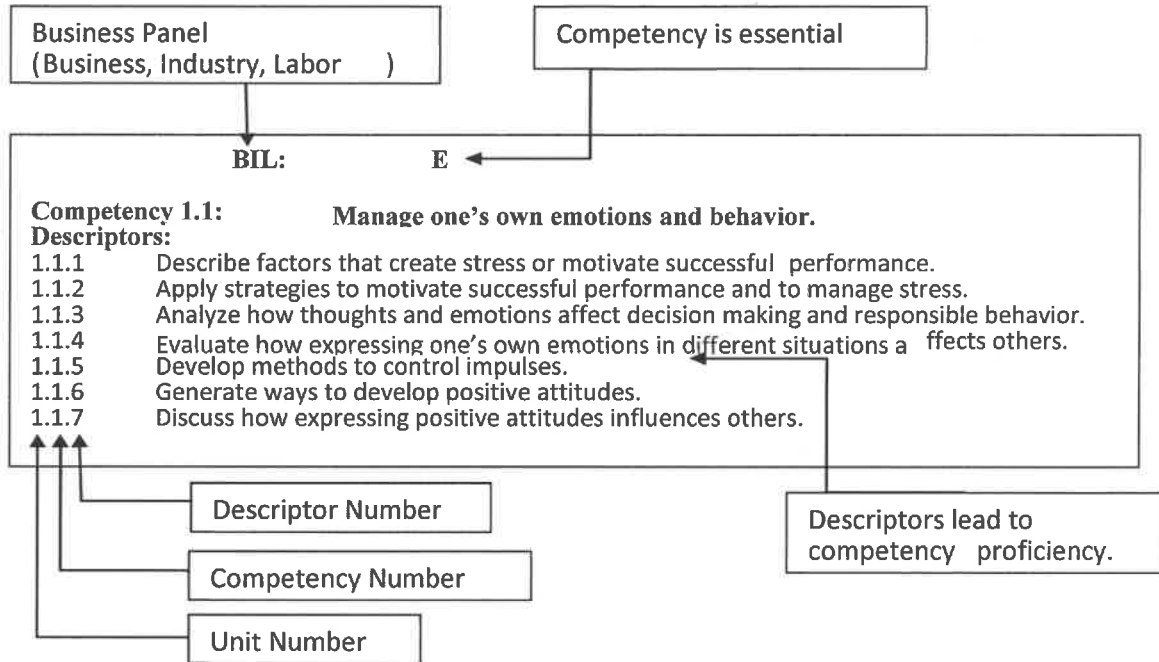 Business Panel
(Business, Industry, Labor )
Competency is essential
BIL: E
Competency 1.1: Manage one's own emotions and behavior.
Descriptors:
1.1.1 Describe factors that create stress or motivate successful performance.
1.1.2 Apply strategies to motivate successful performance and to manage stress.
1.1.3 Analyze how thoughts and emotions affect decision making and responsible behavior.
1.1.4 Evaluate how expressing one's own emotions in different situations a ffects others.
1.1.5 Develop methods to control impulses.
1.1.6 Generate ways to develop positive attitudes.
1.1.7 Discuss how expressing positive attitudes influences others.
Descriptor Number
Competency Number
Unit Number
Descriptors lead to
competency proficiency.